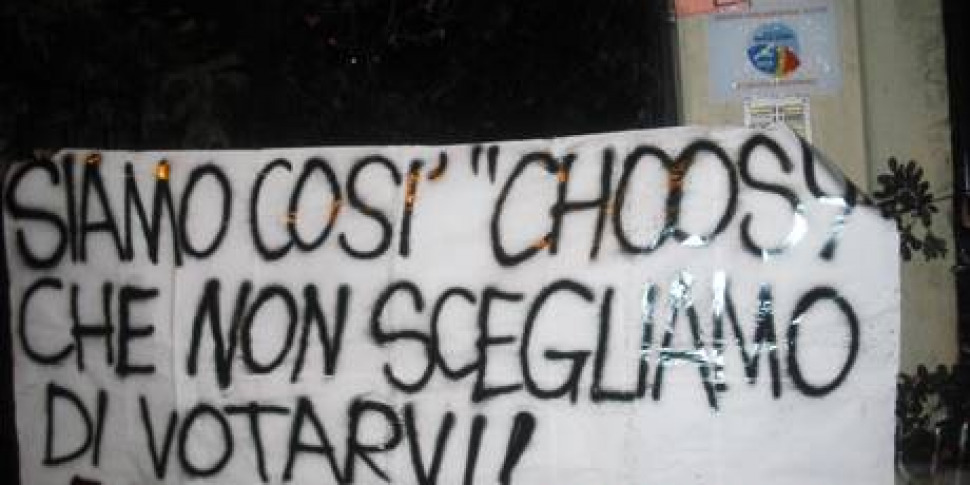 SIAMO COSI' "CHOOSY
CHE NON SCEGLIAMO
DI VOTARVI!